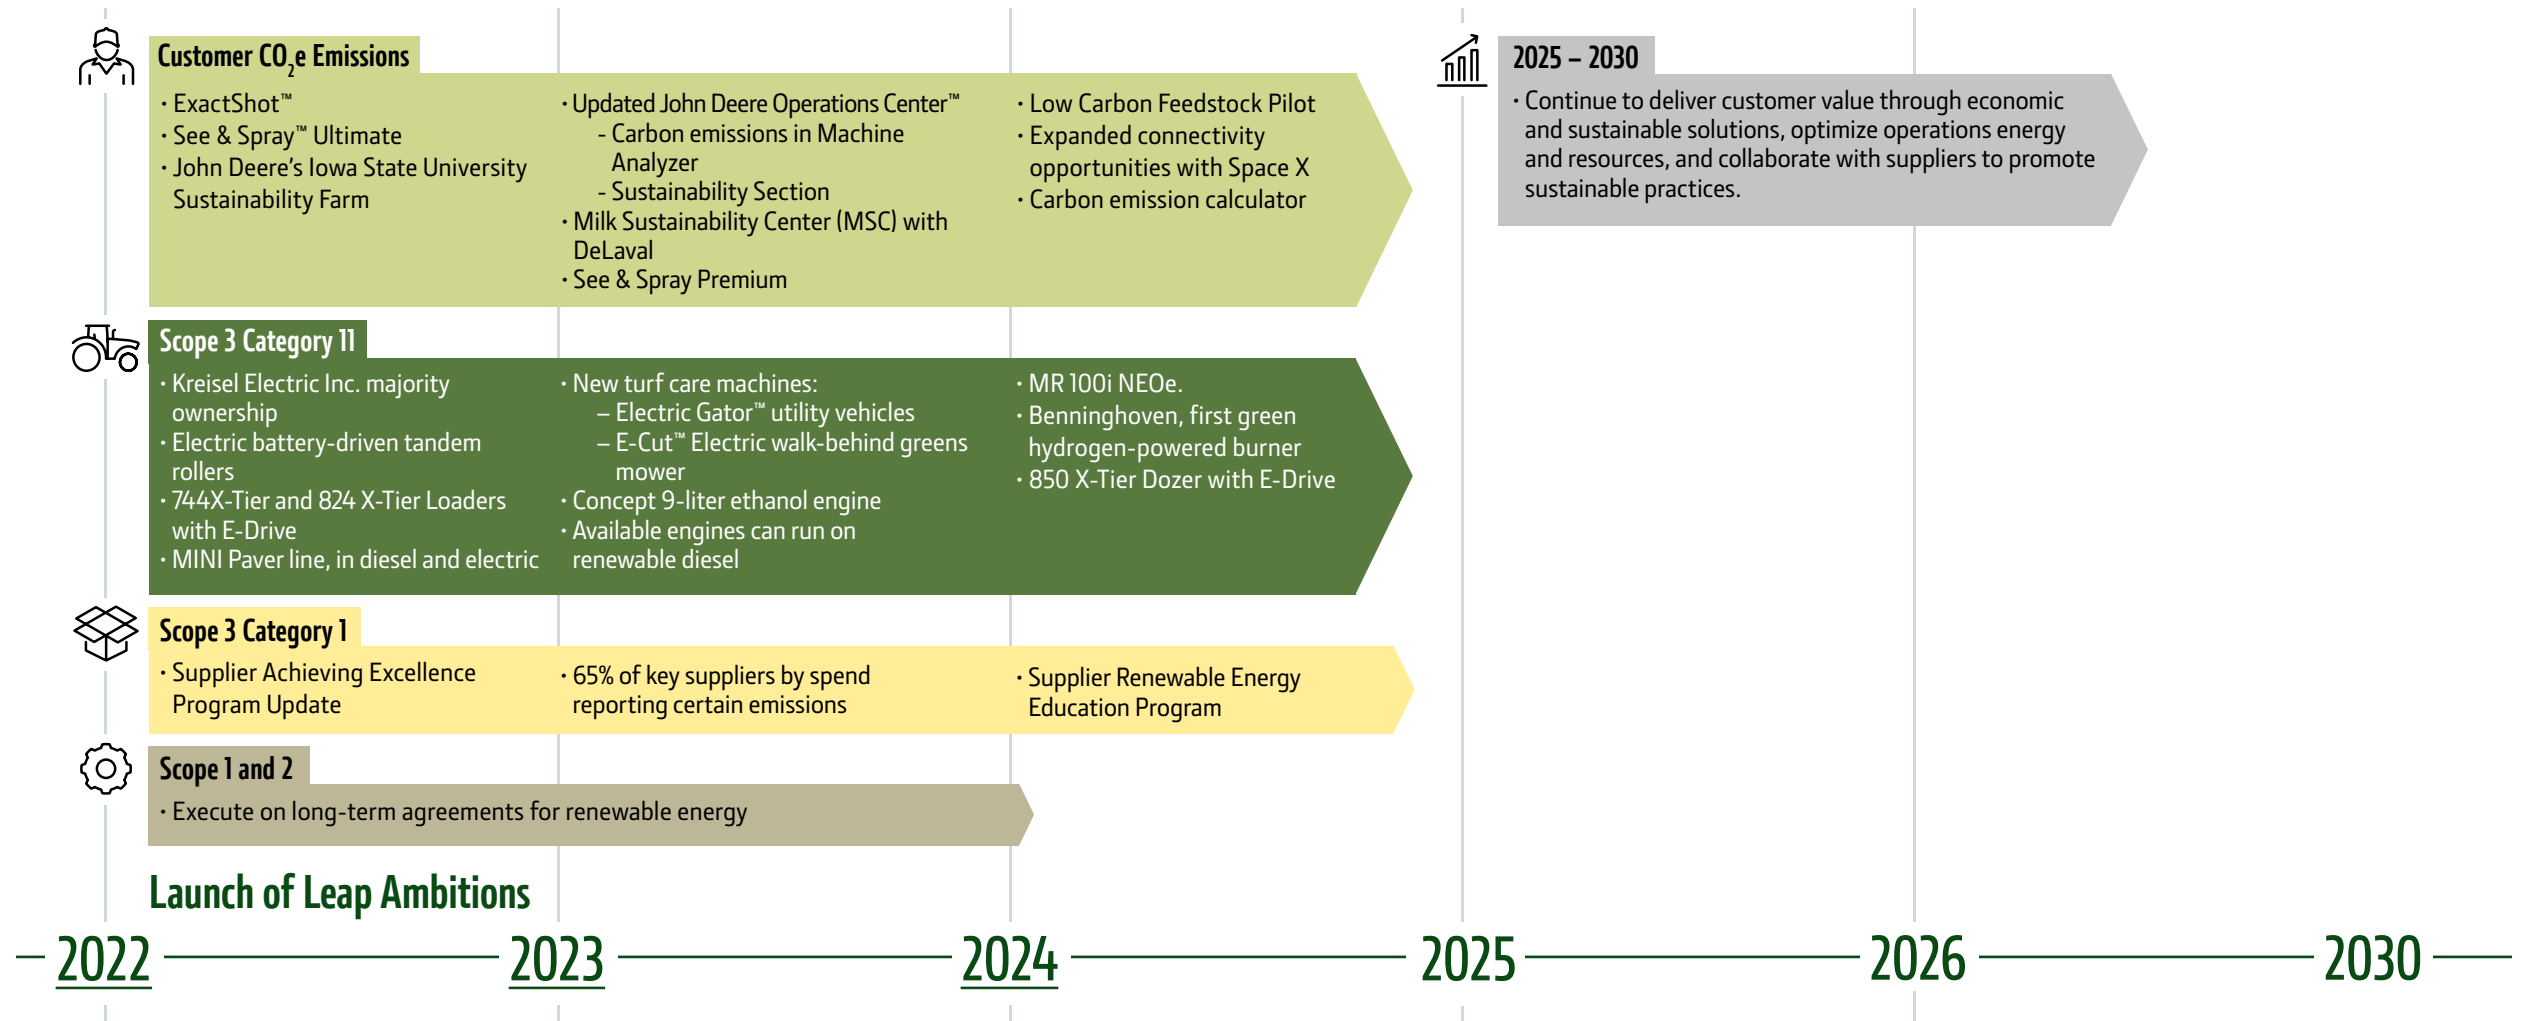 Customer CO₂e Emissions
· ExactShot™
· See & Spray™ Ultimate
· John Deere's Iowa State University
Sustainability Farm
· Updated John Deere Operations Center™
- Carbon emissions in Machine
Analyzer
- Sustainability Section
· Milk Sustainability Center (MSC) with
DeLaval
· See & Spray Premium
· Low Carbon Feedstock Pilot
· Expanded connectivity
opportunities with Space X
· Carbon emission calculator
2025 – 2030
· Continue to deliver customer value through economic
and sustainable solutions, optimize operations energy
and resources, and collaborate with suppliers to promote
sustainable practices.
Scope 3 Category 11
· Kreisel Electric Inc. majority
ownership
· Electric battery-driven tandem
rollers
· 744X-Tier and 824 X-Tier Loaders
with E-Drive
· MINI Paver line, in diesel and electric
· New turf care machines:
– Electric Gator™ utility vehicles
– E-Cut™ Electric walk-behind greens
mower
· Concept 9-liter ethanol engine
· Available engines can run on
renewable diesel
· MR 100i NEOe.
· Benninghoven, first green
hydrogen-powered burner
· 850 X-Tier Dozer with E-Drive
Scope 3 Category 1
· Supplier Achieving Excellence
Program Update
· 65% of key suppliers by spend
reporting certain emissions
· Supplier Renewable Energy
Education Program
Scope 1 and 2
· Execute on long-term agreements for renewable energy
Launch of Leap Ambitions
2022
2023
2024
2025
2026
2030